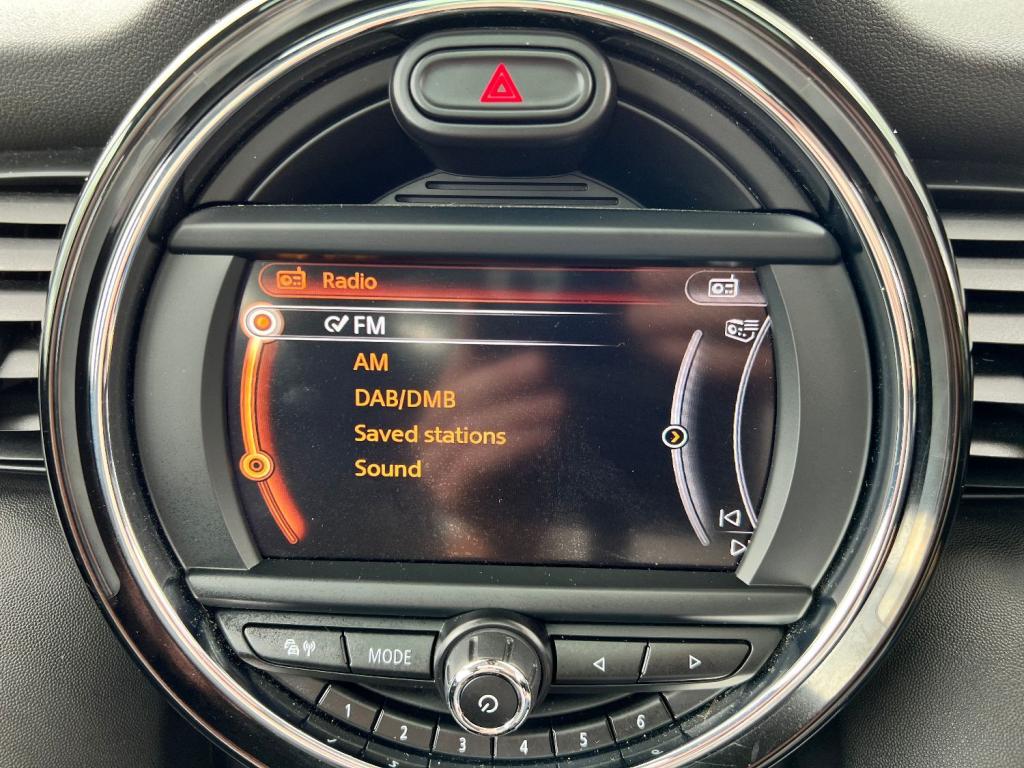 Radio
FM
AM
DAB/DMB
Saved stations
Sound
MODE
1 2 3 4 5 6